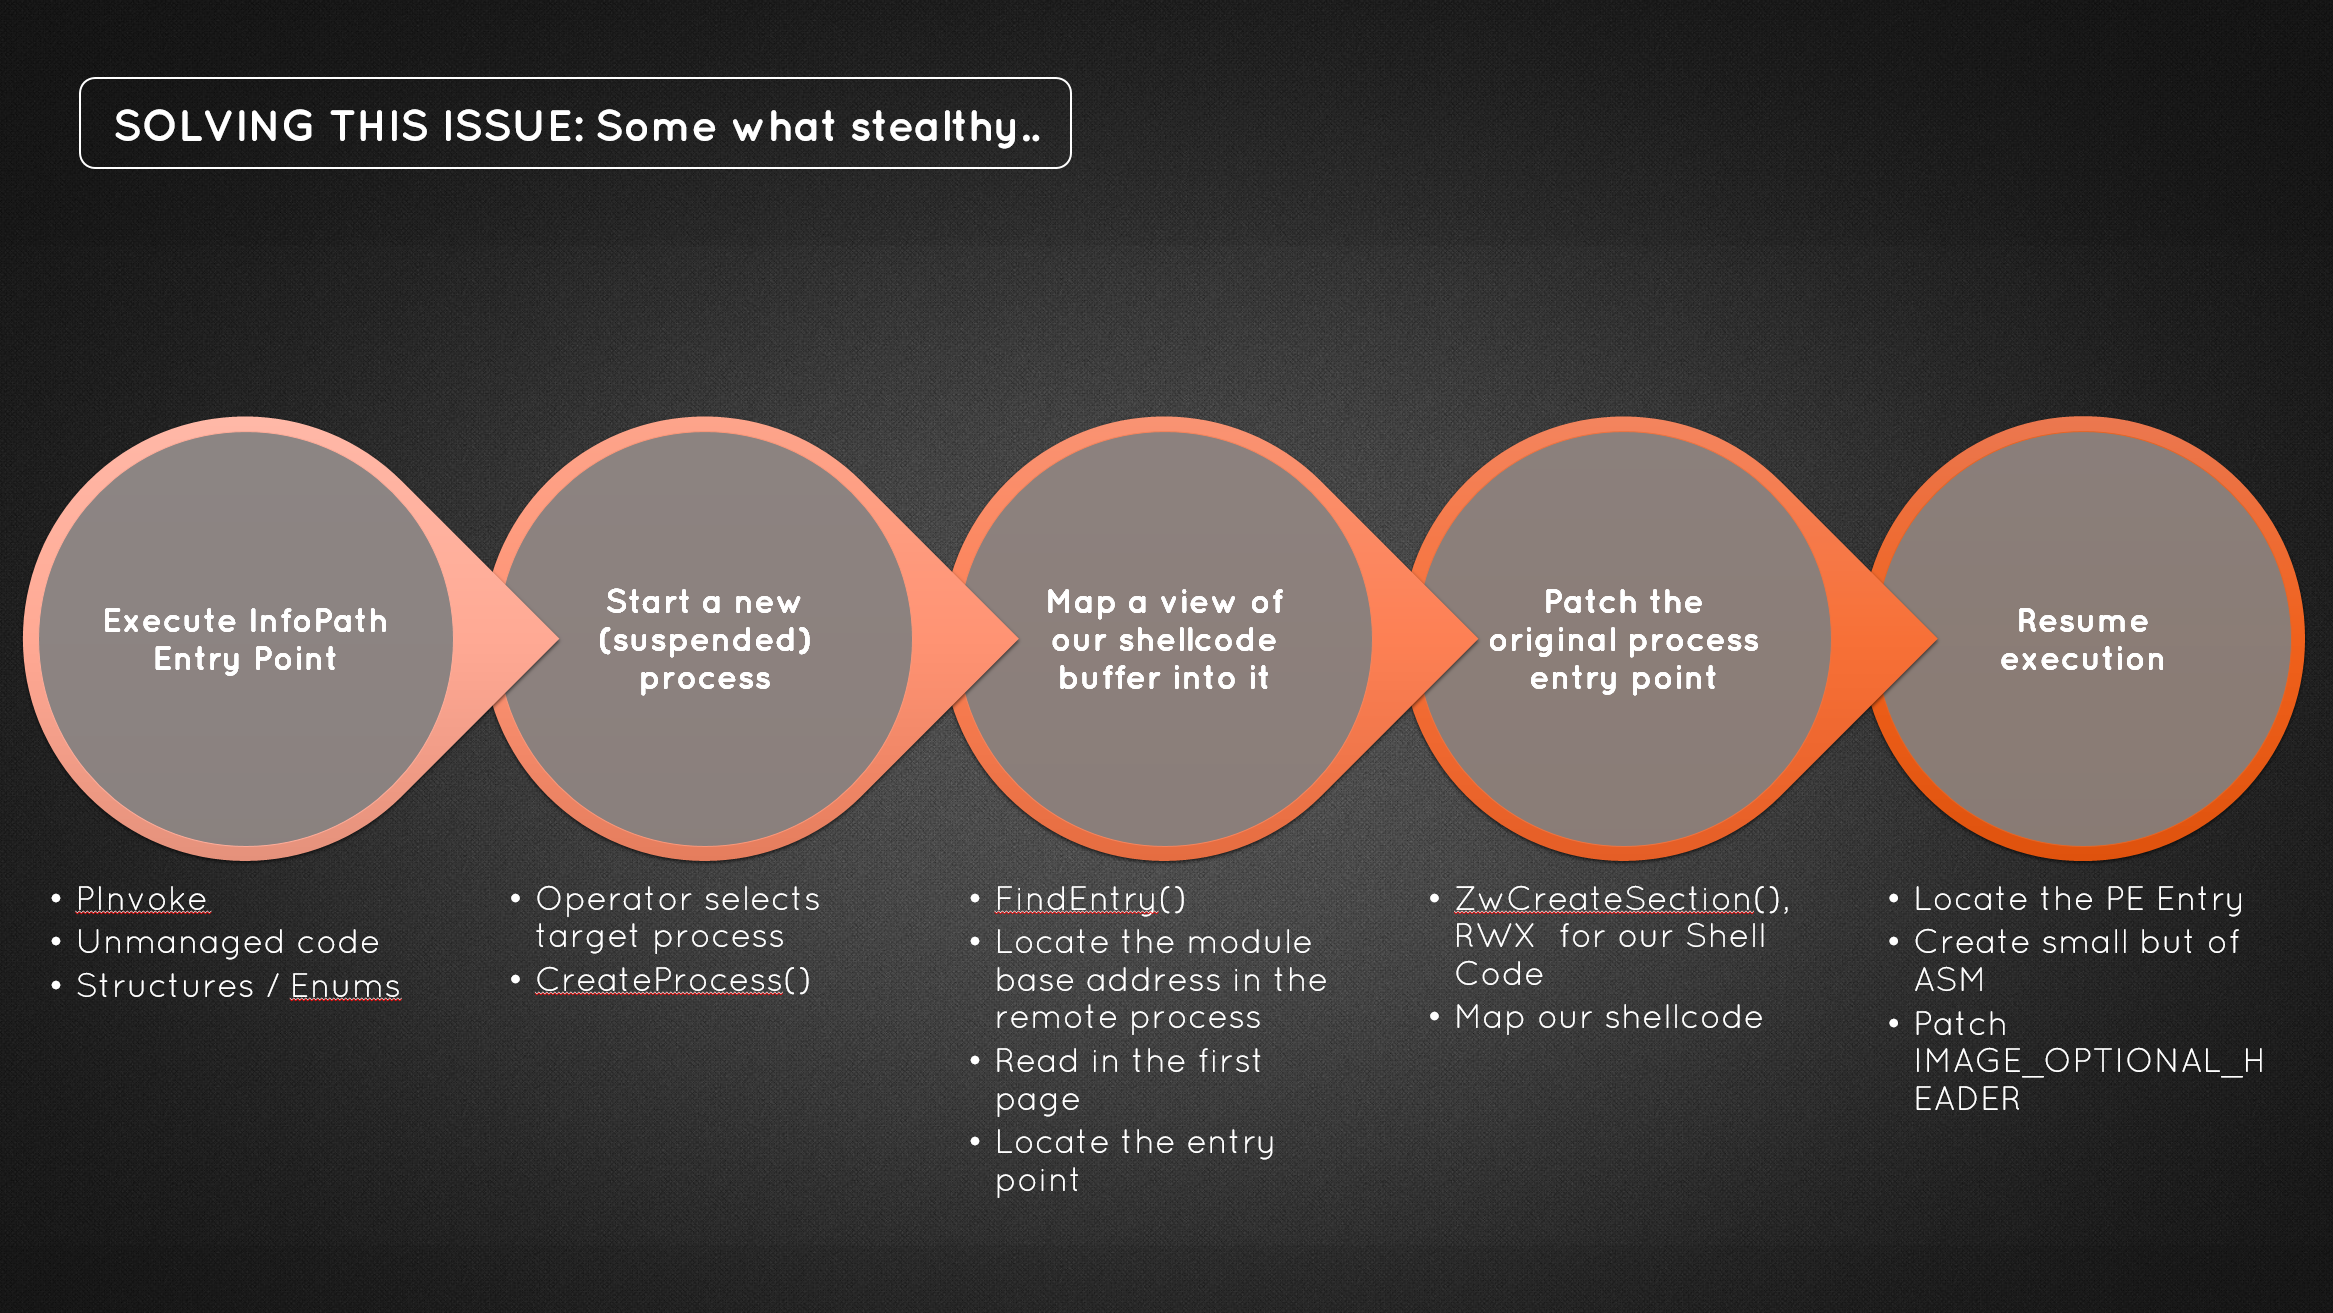 SOLVING THIS ISSUE: Some what stealthy..
Execute InfoPath
Entry Point
• PInvoke
• Unmanaged code
• Structures / Enums
Start a new
(suspended)
process
• Operator selects
target process
• CreateProcess()
Map a view of
our shellcode
buffer into it
• FindEntry()
• Locate the module
base address in the
remote process
• Read in the first
page
• Locate the entry
point
Patch the
original process
entry point
• ZwCreateSection(),
RWX  for our Shell
Code
• Map our shellcode
Resume
execution
• Locate the PE Entry
• Create small but of
ASM
• Patch
IMAGE_OPTIONAL_H
EADER